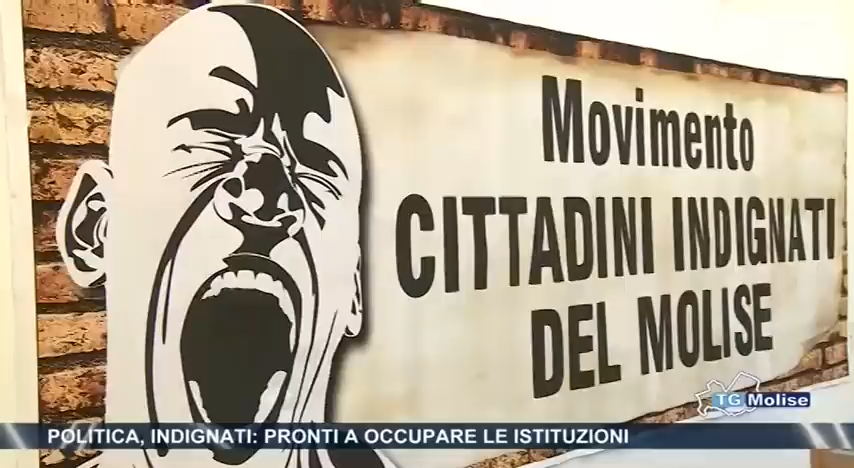 Movimento
CITTADINI INDIGNATI
DEL MOLISE
TG Molise
POLITICA, INDIGNATI: PRONTI A OCCUPARE LE ISTITUZIONI